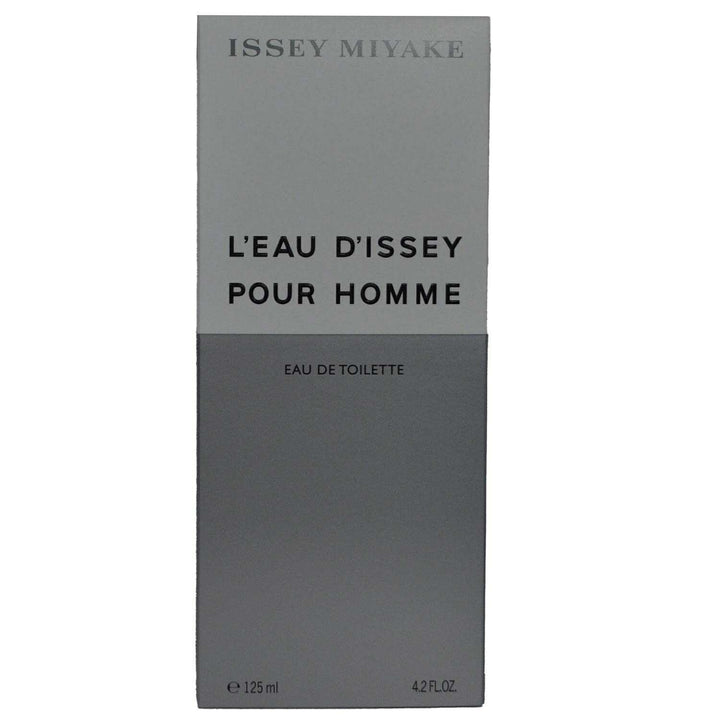 ISSEY MIYAKE
L'EAU D'ISSEY
POUR HOMME
EAU DE TOILETTE
℮ 125 ml 4.2 FL.OZ.